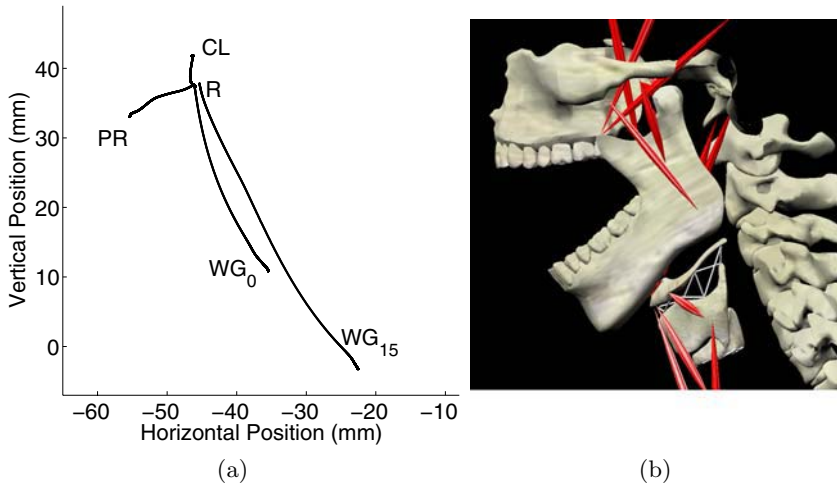 CL
R
PR
WG0
WG15
40
30
20
10
0
Vertical Position (mm)
−60 −50 −40 −30 −20 −10
Horizontal Position (mm)
(a) (b)